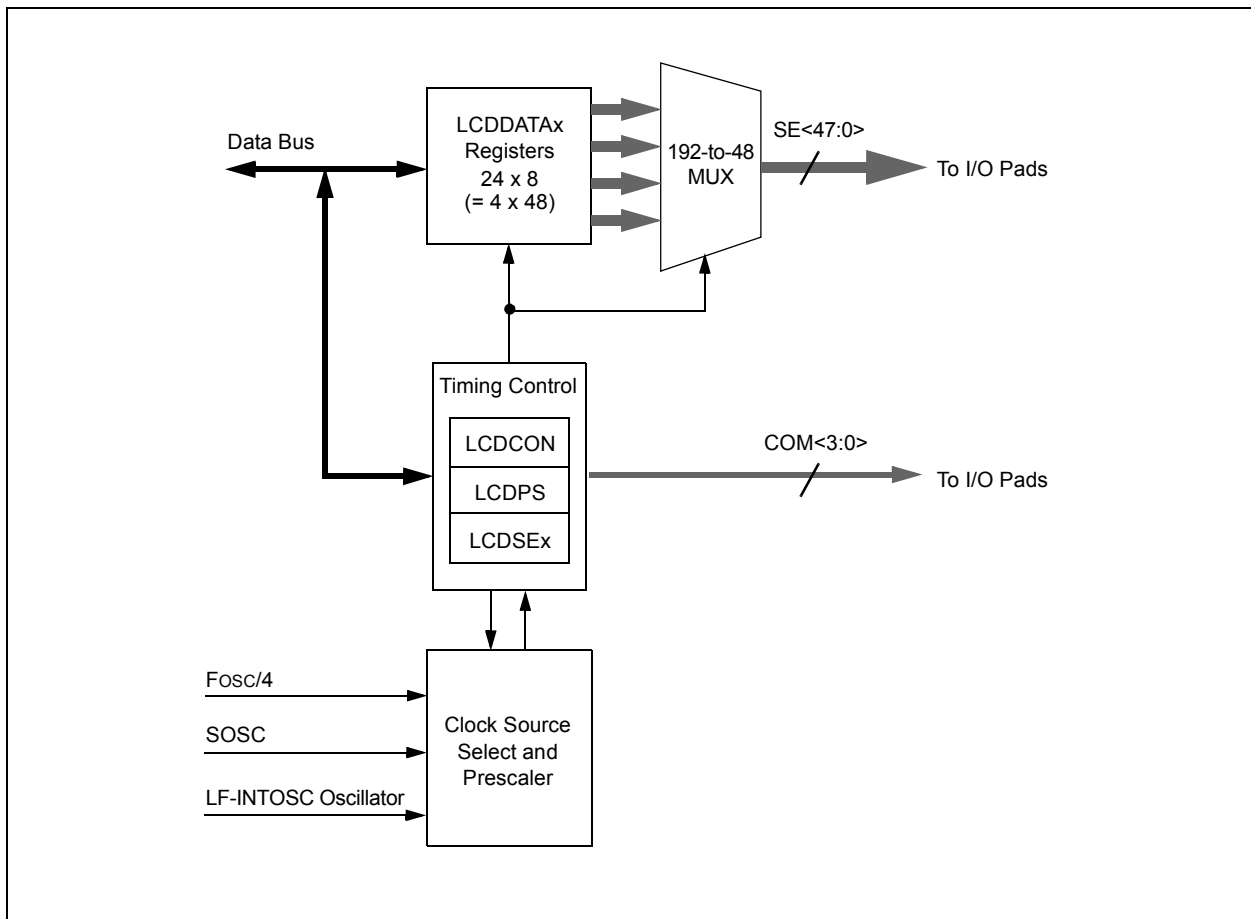 Data Bus
LCDDATAx
Registers
24 x 8
(= 4 x 48)
192-to-48
MUX
SE<47:0>
To I/O Pads
Timing Control
LCDCON
LCDPS
LCDSEx
COM<3:0>
To I/O Pads
FOSC/4
SOSC
LF-INTOSC Oscillator
Clock Source
Select and
Prescaler